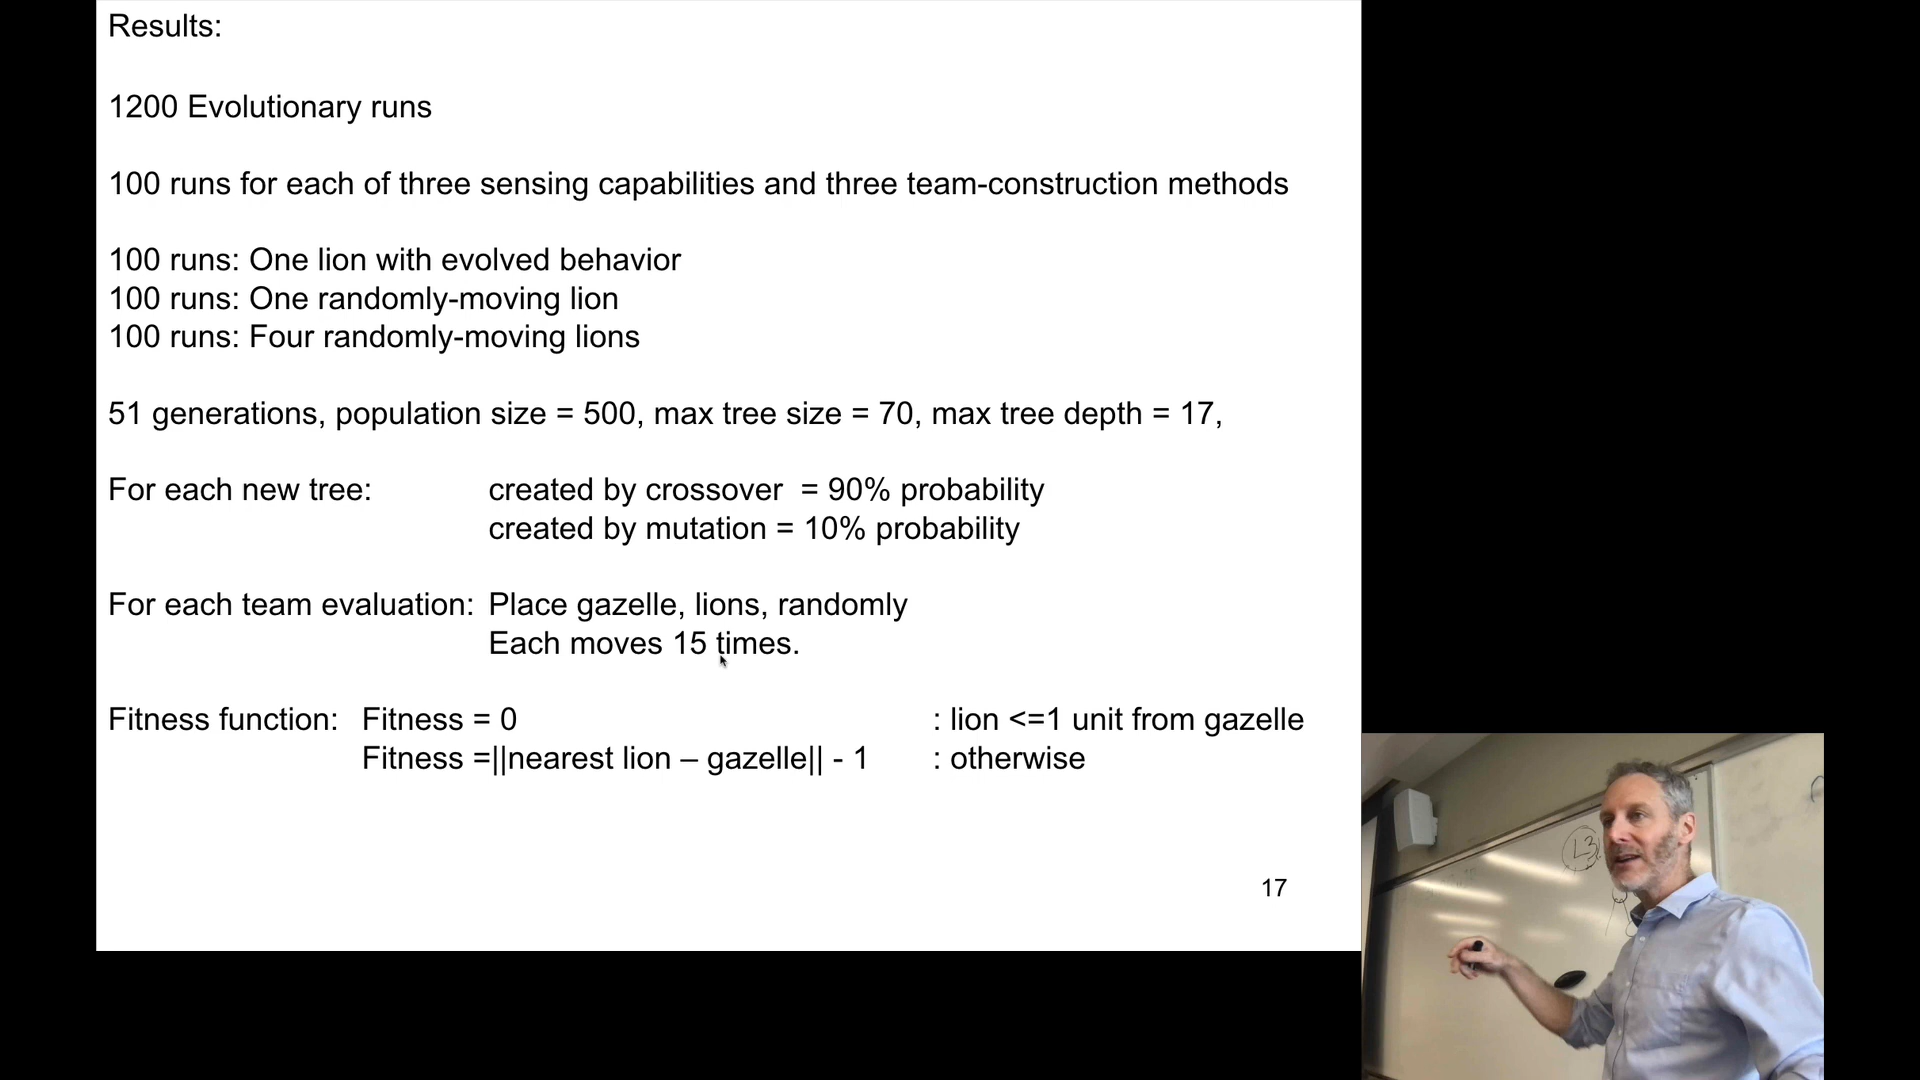 Results:
1200 Evolutionary runs
100 runs for each of three sensing capabilities and three team-construction methods
100 runs: One lion with evolved behavior
100 runs: One randomly-moving lion
100 runs: Four randomly-moving lions
51 generations, population size = 500, max tree size = 70, max tree depth = 17,
For each new tree: created by crossover = 90% probability
created by mutation = 10% probability
For each team evaluation: Place gazelle, lions, randomly
Each moves 15 times.
Fitness function: Fitness = 0 : lion <=1 unit from gazelle
Fitness =||nearest lion – gazelle|| - 1 : otherwise
17
L3